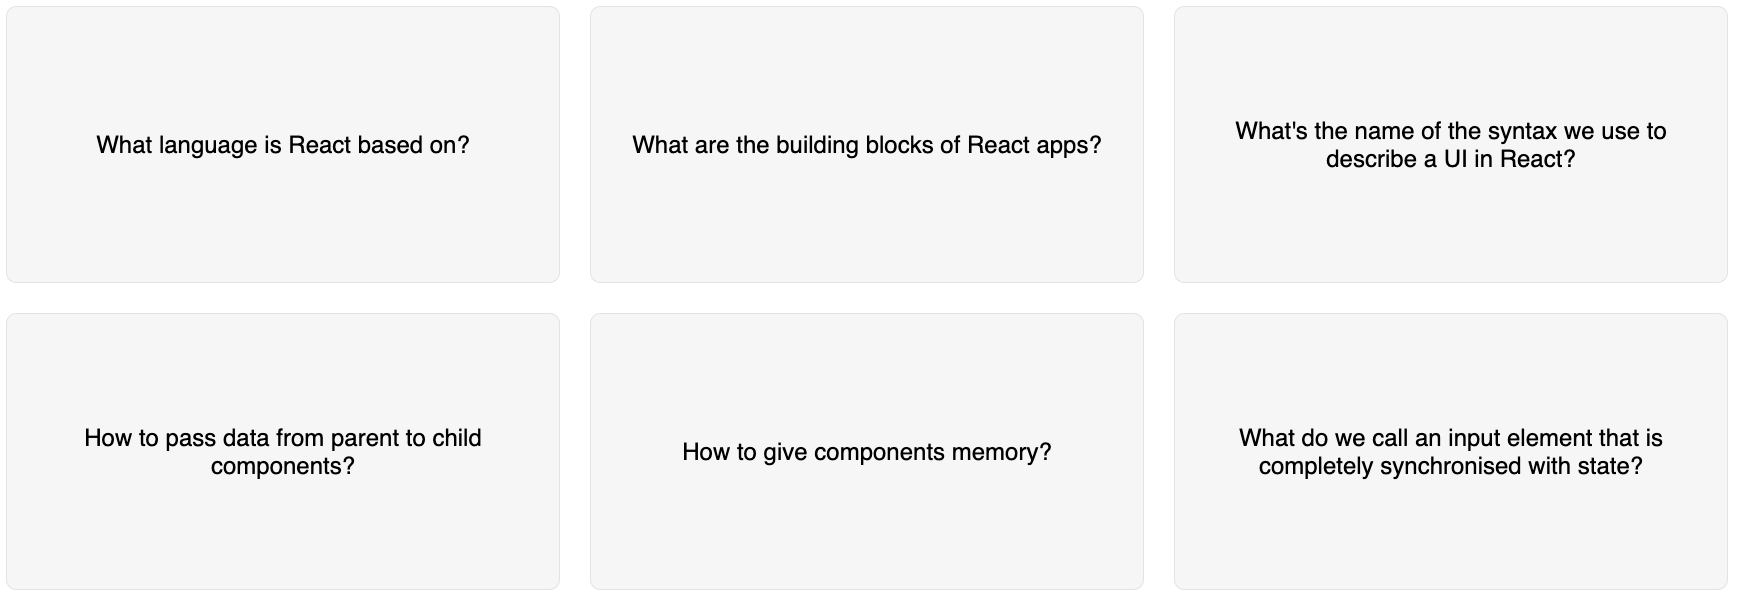 What language is React based on?
What are the building blocks of React apps?
What's the name of the syntax we use to
describe a UI in React?
How to pass data from parent to child
components?
How to give components memory?
What do we call an input element that is
completely synchronised with state?